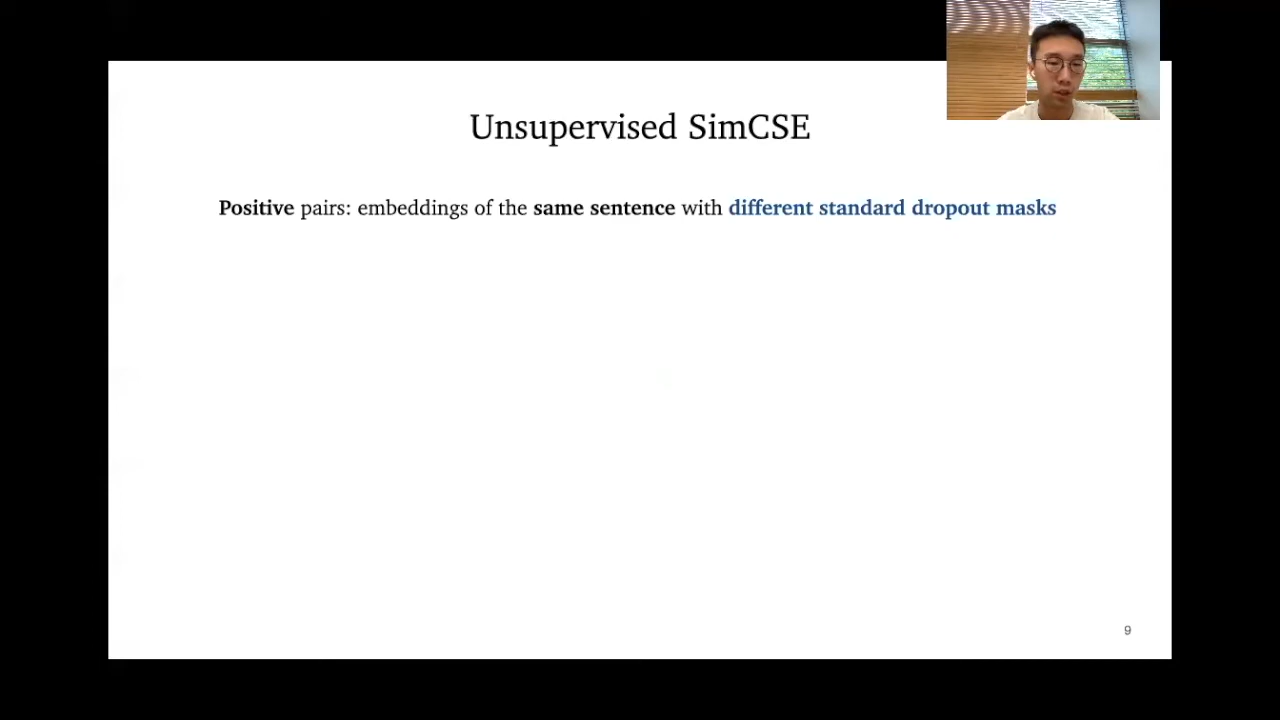 Unsupervised SimCSE
Positive pairs: embeddings of the same sentence with different standard dropout masks
9